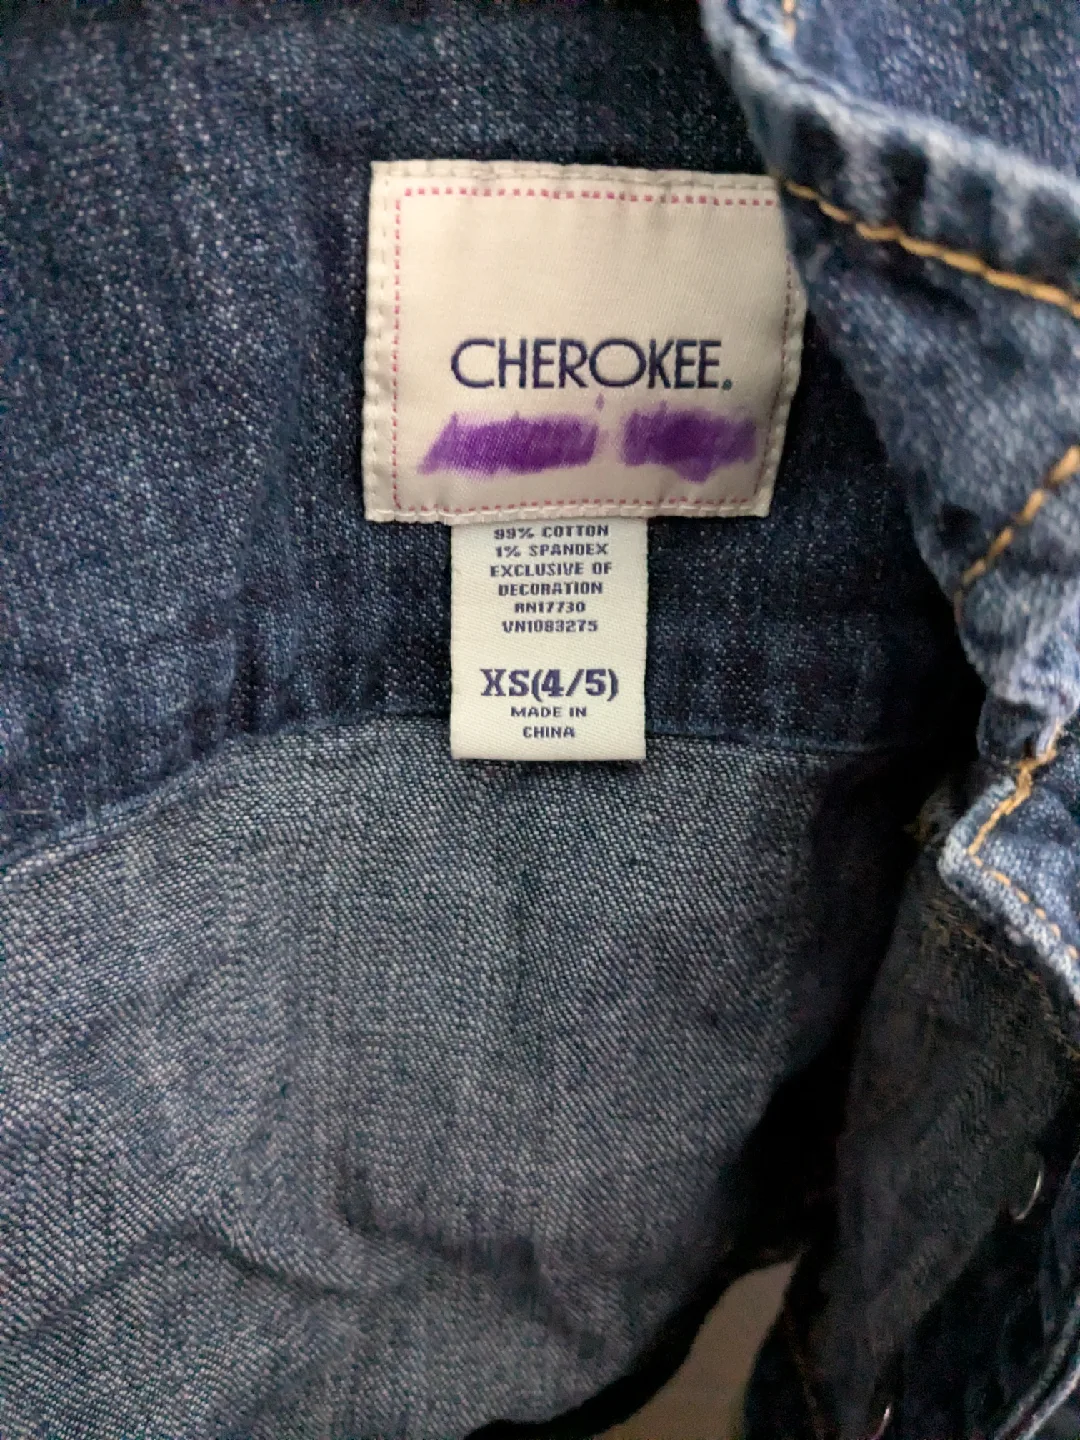 CHEROKEE.
99% COTTON
1% SPANDEX
EXCLUSIVE OF
DECORATION
RN17730
VN1083275
XS(4/5)
MADE IN
CHINA